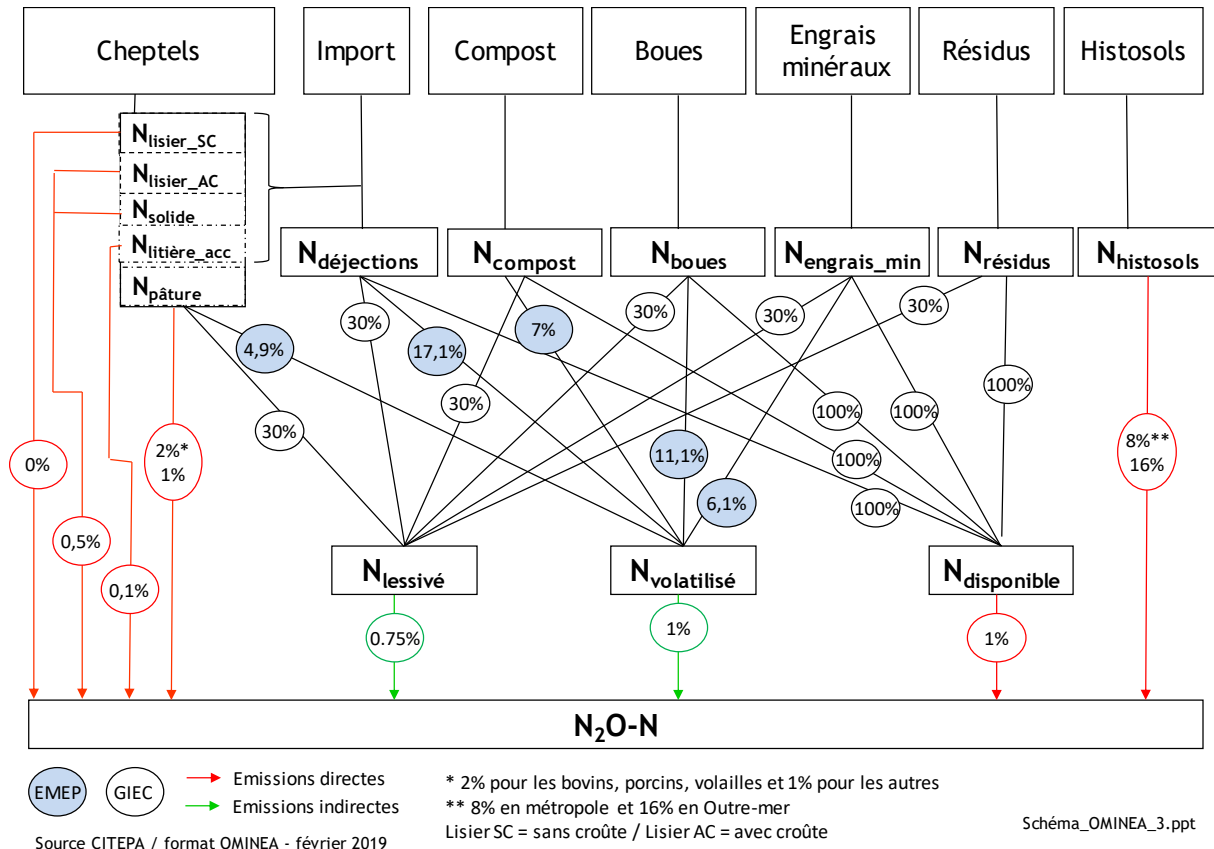 Cheptels
Import
Compost
Boues
Engrais
minéraux
Résidus
Histosols
Nlisier_SC
Nlisier_AC
Nsolide
Nlitière_acc
Npâture
Ndéjections
Ncompost
Nboues
Nengrais_min
Nrésidus
Nhistosols
30%
30%
30%
30%
7%
4,9%
17,1%
100%
30%
30%
100%
100%
2%*
1%
8%**
16%
0%
11,1%
100%
6,1%
100%
0,5%
0,1%
Nlessivé
Nvolatilisé
Ndisponible
0.75%
1%
1%
N₂O-N
EMEP
GIEC
Emissions directes
Emissions indirectes
* 2% pour les bovins, porcins, volailles et 1% pour les autres
** 8% en métropole et 16% en Outre-mer
Lisier SC = sans croûte / Lisier AC = avec croûte
Schéma_OMINEA_3.ppt
Source CITEPA / format OMINEA - février 2019